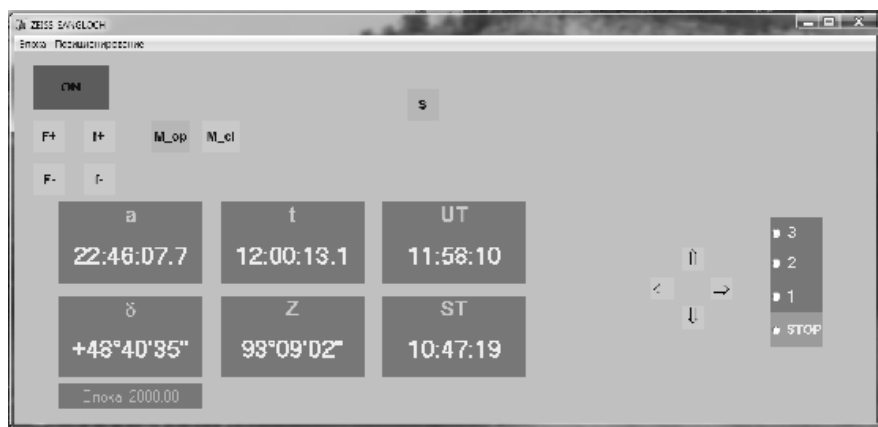 ZEISS SANGLOCH
Эпоха Позиционирование
ON
S
F+ f+ M_op M_cl
F- f-
a t UT
22:46:07.7 12:00:13.1 11:58:10
3
2
1
STOP
δ Z ST
+48°40'35" 93°09'02" 10:47:19
Эпоха 2000.00